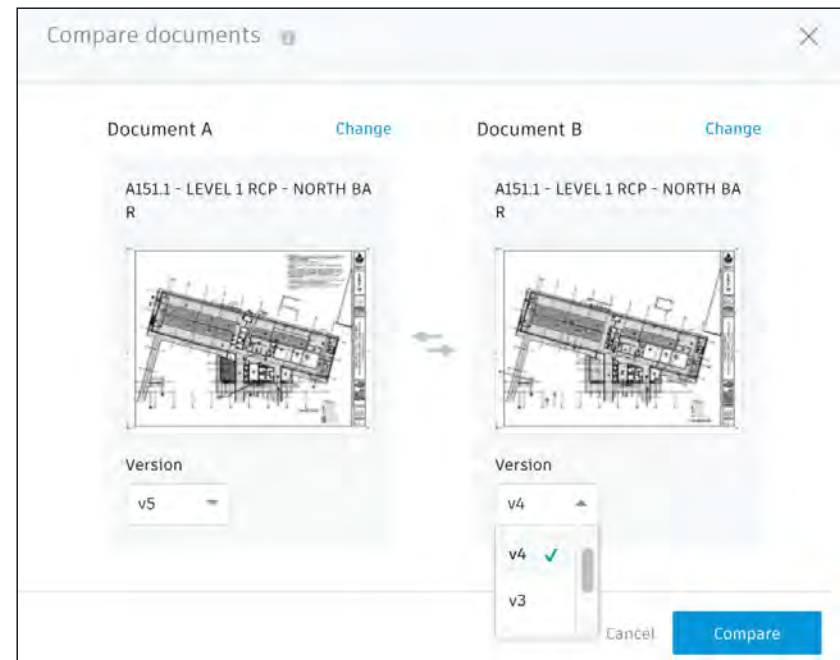 Compare documents
Document A
Change
Document B
Change
A151.1 - LEVEL 1 RCP - NORTH BA
R
A151.1 - LEVEL 1 RCP - NORTH BA
R
Version
Version
v5
v4
v4
v3
Cancel
Compare